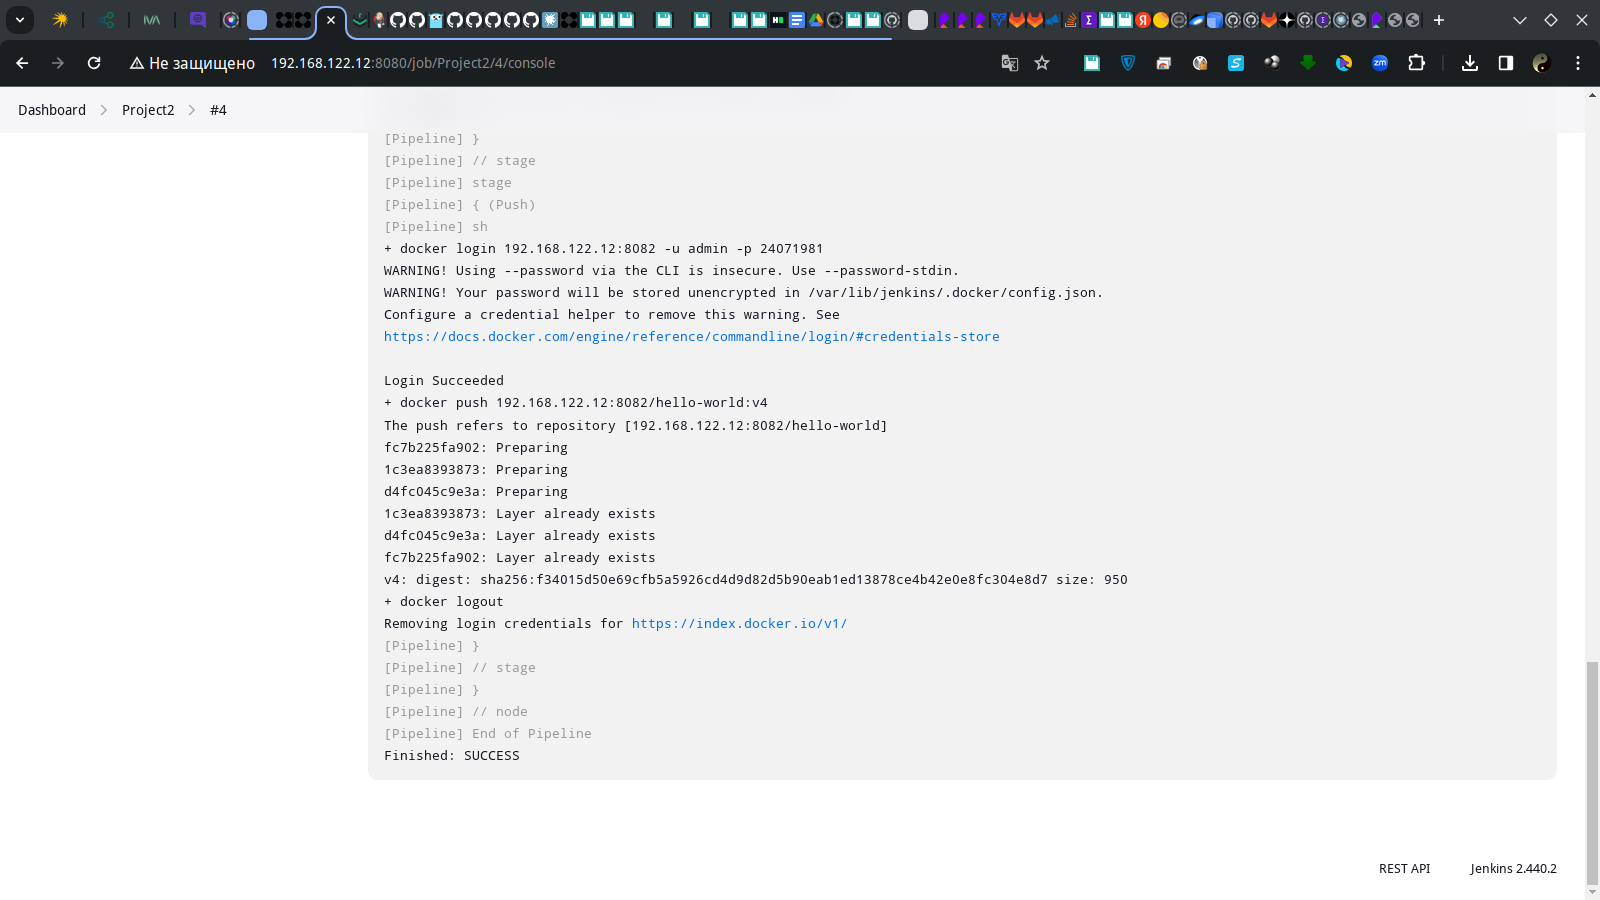 Не защищено
192.168.122.12:8080/job/Project2/4/console
Dashboard
Project2
#4
[Pipeline] }
[Pipeline] // stage
[Pipeline] stage
[Pipeline] { (Push)
[Pipeline] sh
+ docker login 192.168.122.12:8082 -u admin -p 24071981
WARNING! Using --password via the CLI is insecure. Use --password-stdin.
WARNING! Your password will be stored unencrypted in /var/lib/jenkins/.docker/config.json.
Configure a credential helper to remove this warning. See
https://docs.docker.com/engine/reference/commandline/login/#credentials-store
Login Succeeded
+ docker push 192.168.122.12:8082/hello-world:v4
The push refers to repository [192.168.122.12:8082/hello-world]
fc7b225fa902: Preparing
1c3ea8393873: Preparing
d4fc045c9e3a: Preparing
1c3ea8393873: Layer already exists
d4fc045c9e3a: Layer already exists
fc7b225fa902: Layer already exists
v4: digest: sha256:f34015d50e69cfb5a5926cd4d9d82d5b90eab1ed13878ce4b42e0e8fc304e8d7 size: 950
+ docker logout
Removing login credentials for https://index.docker.io/v1/
[Pipeline] }
[Pipeline] // stage
[Pipeline] }
[Pipeline] // node
[Pipeline] End of Pipeline
Finished: SUCCESS
REST API
Jenkins 2.440.2